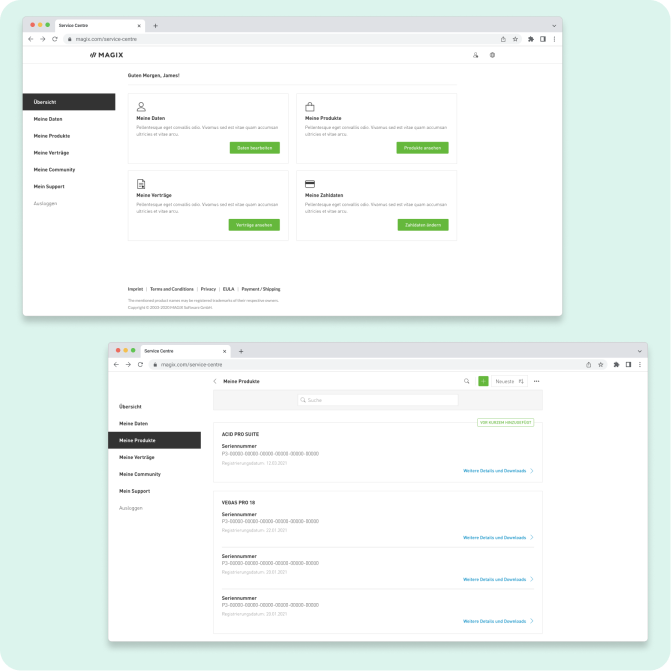 Service Centre
magix.com/service-centre
MAGIX
Guten Morgen, James!
Übersicht
Meine Daten
Meine Produkte
Meine Verträge
Meine Community
Mein Support
Ausloggen
Meine Daten
Pellentesque eget convallis odio. Vivamus sed est vitae quam accumsan
ultricies et vitae arcu.
Daten bearbeiten
Meine Produkte
Pellentesque eget convallis odio. Vivamus sed est vitae quam accumsan
ultricies et vitae arcu.
Produkte ansehen
Meine Verträge
Pellentesque eget convallis odio. Vivamus sed est vitae quam accumsan
ultricies et vitae arcu.
Verträge ansehen
Meine Zahldaten
Pellentesque eget convallis odio. Vivamus sed est vitae quam accumsan
ultricies et vitae arcu.
Zahldaten ändern
Imprint | Terms and Conditions | Privacy | EULA | Payment / Shipping
The mentioned product names may be registered trademarks of their respective owners.
Copyright © 2003-2020 MAGIX Software GmbH.
Service Centre
magix.com/service-centre
Meine Produkte
Neueste
Suche
Übersicht
Meine Daten
Meine Produkte
Meine Verträge
Meine Community
Mein Support
Ausloggen
VOR KURZEM HINZUGEFÜGT
ACID PRO SUITE
Seriennummer
P3-00000-00000-00000-00000-00000-00000
Registrierungsdatum: 12.03.2021
Weitere Details und Downloads
VEGAS PRO 18
Seriennummer
P3-00000-00000-00000-00000-00000-00000
Registrierungsdatum: 20.01.2021
Weitere Details und Downloads
Seriennummer
P3-00000-00000-00000-00000-00000-00000
Registrierungsdatum: 20.01.2021
Weitere Details und Downloads
Seriennummer
P3-00000-00000-00000-00000-00000-00000
Registrierungsdatum: 20.01.2021
Weitere Details und Downloads